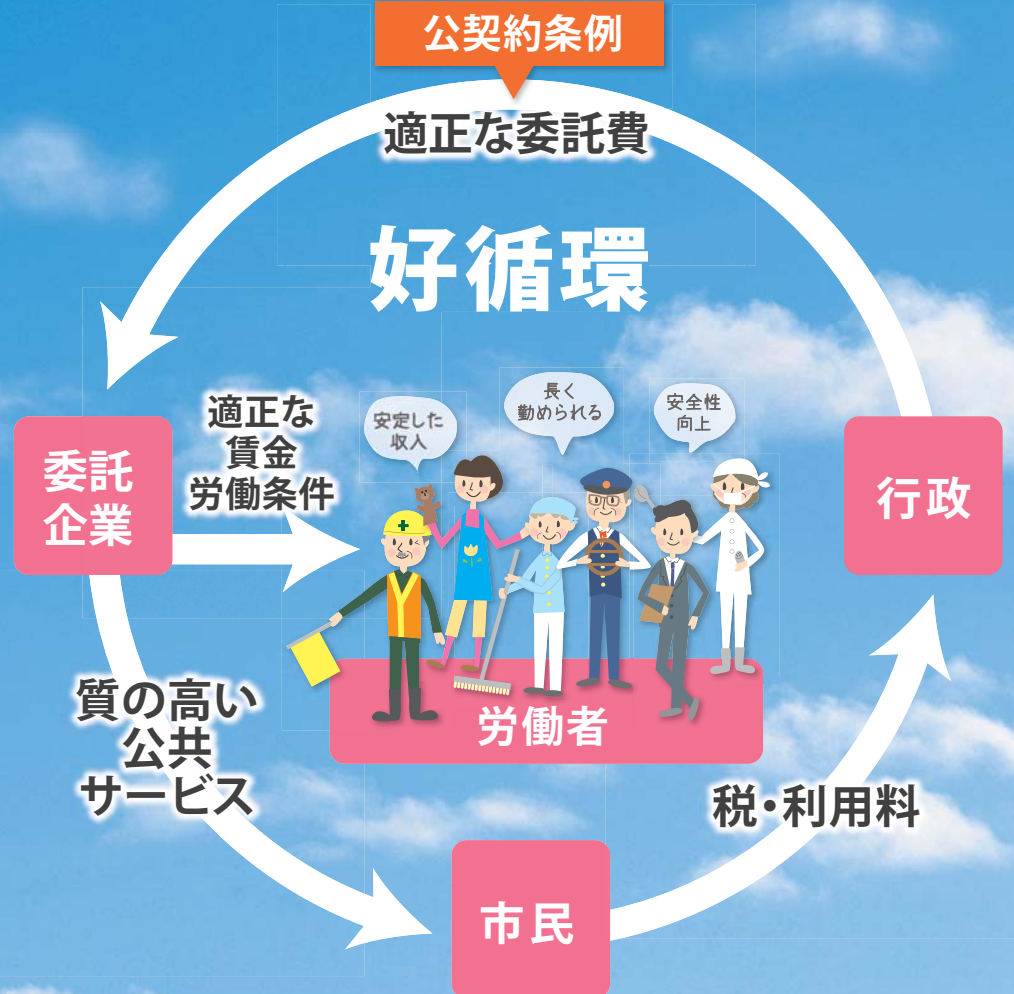 公契約条例
適正な委託費
好循環
適正な
賃金
労働条件
安定した
収入
長く
勤められる
安全性
向上
委託
企業
行政
労働者
質の高い
公共
サービス
税・利用料
市民